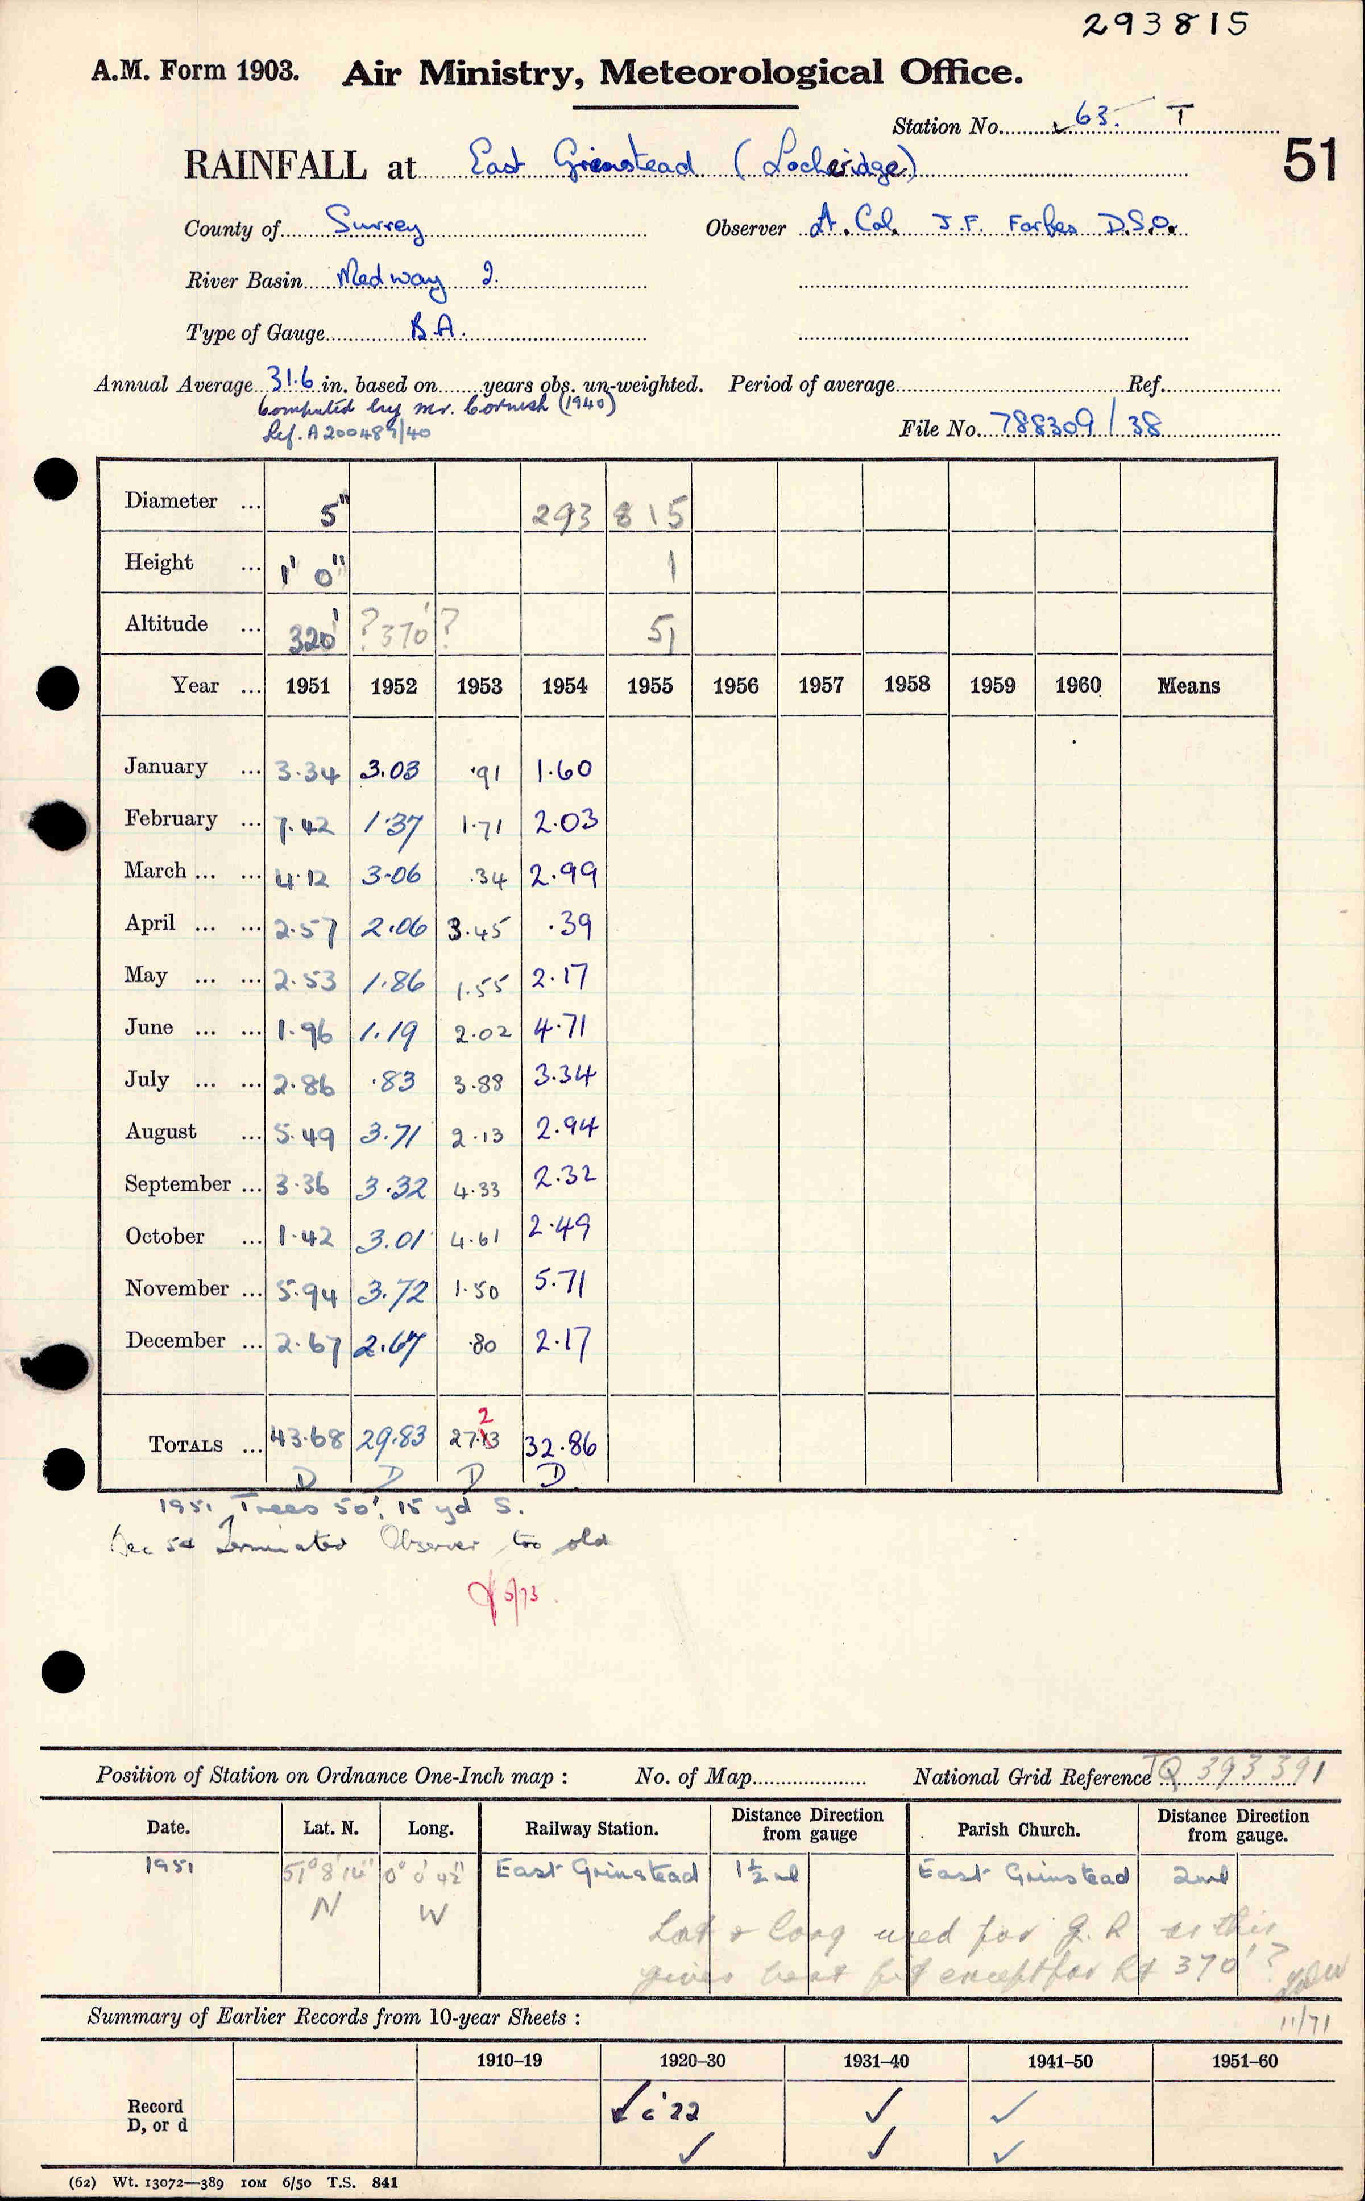 293815
A.M. Form 1903. Air Ministry, Meteorological Office.
Station No. 63. T
51
RAINFALL at East Grinstead (Lockeridge)
County of Surrey Observer Lt. Col. J.F. Forbes D.S.O.
River Basin Medway 2.
Type of Gauge B.A.
Annual Average 31.6 in. based on years obs. un-weighted. Period of average Ref.
Computed by Mr. Cornish (1940)
Ref. A200489/40
File No. 788309/38
Diameter ... 5" 293 815
Height ... 1' 0" 1
Altitude ... 320' ?370'? 51
Year ... 1951 1952 1953 1954 1955 1956 1957 1958 1959 1960 Means
January ... 3.34 3.03 .91 1.60
February ... 7.42 1.37 1.71 2.03
March ... ... 4.12 3.06 .34 2.99
April ... ... 2.57 2.06 3.45 .39
May ... ... 2.53 1.86 1.55 2.17
June ... ... 1.96 1.19 2.02 4.71
July ... ... 2.86 .83 3.88 3.34
August ... 5.49 3.71 2.13 2.94
September ... 3.36 3.32 4.33 2.32
October ... 1.42 3.01 4.61 2.49
November ... 5.94 3.72 1.50 5.71
December ... 2.67 2.67 .80 2.17
2
TOTALS ... 43.68 29.83 27.13 32.86
D D D D
1951 Trees 50', 15 yd S.
Dec 54 Terminated Observer too old
5/73
Position of Station on Ordnance One-Inch map : No. of Map National Grid Reference TQ 393 391
Date. Lat. N. Long. Railway Station. Distance Direction from gauge Parish Church. Distance Direction from gauge.
1951 51° 8' 14" N 0° 0' 42" W East Grinstead 1½ ml East Grinstead 2 ml
Lat & Long used for G.R as this
gives best fit except for ht 370'?
11/71
Summary of Earlier Records from 10-year Sheets :
1910–19 1920–30 1931–40 1941–50 1951–60
Record ✓ c '22 ✓ ✓
D, or d ✓ ✓ ✓
(62) Wt. 13072—389 10M 6/50 T.S. 841